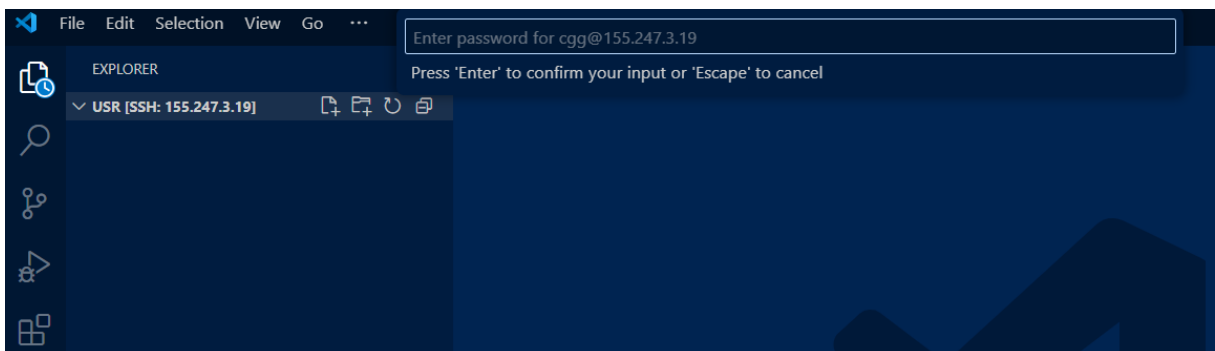 File Edit Selection View Go ···
Enter password for cgg@155.247.3.19
Press 'Enter' to confirm your input or 'Escape' to cancel
EXPLORER
USR [SSH: 155.247.3.19]